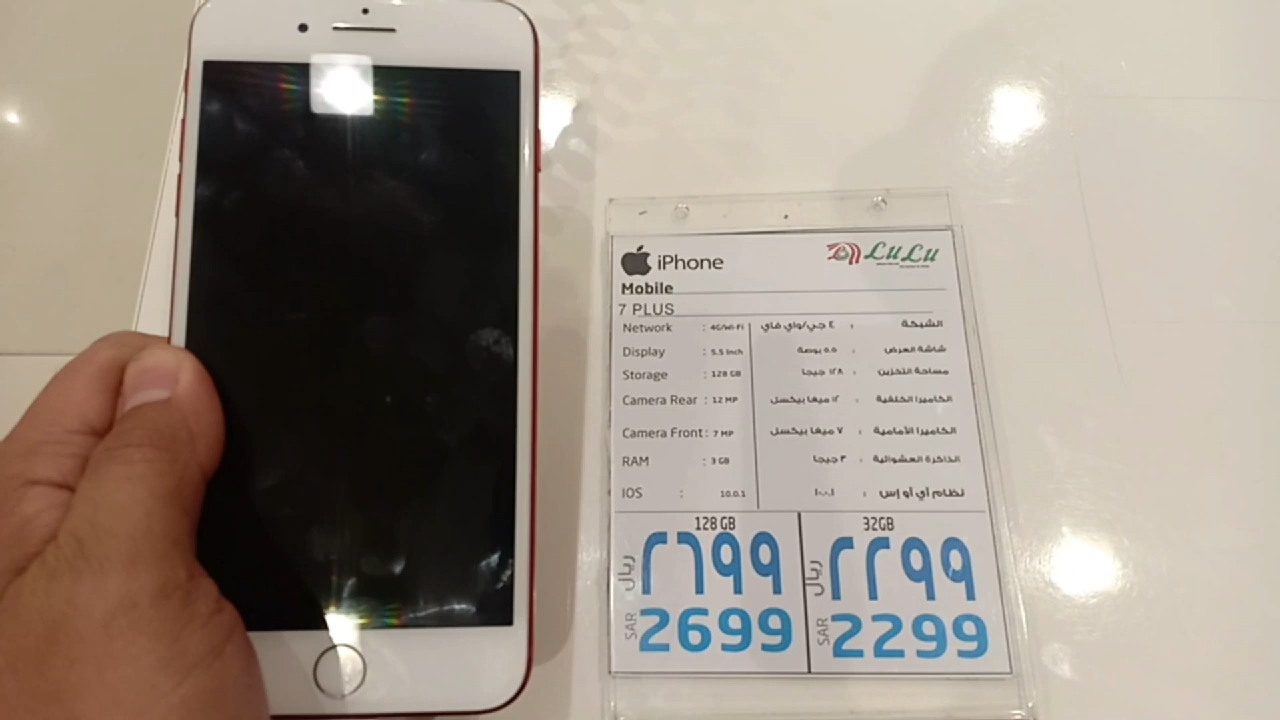 iPhone
LuLu
Mobile
7 PLUS
Network : 4G/Wi-Fi ٤ جي/واي فاي : الشبكة
Display : 5.5 Inch ٥.٥ بوصة : شاشة العرض
Storage : 128 GB ١٢٨ جيجا : مساحة التخزين
Camera Rear : 12 MP ١٢ ميغا بيكسل : الكاميرا الخلفية
Camera Front : 7 MP ٧ ميغا بيكسل : الكاميرا الأمامية
RAM : 3 GB ٣ جيجا : الذاكرة العشوائية
IOS : 10.0.1 ١٠.٠.١ : نظام آي أو إس
128 GB 32GB
ريال ٢٦٩٩ ريال ٢٢٩٩
SAR 2699 SAR 2299